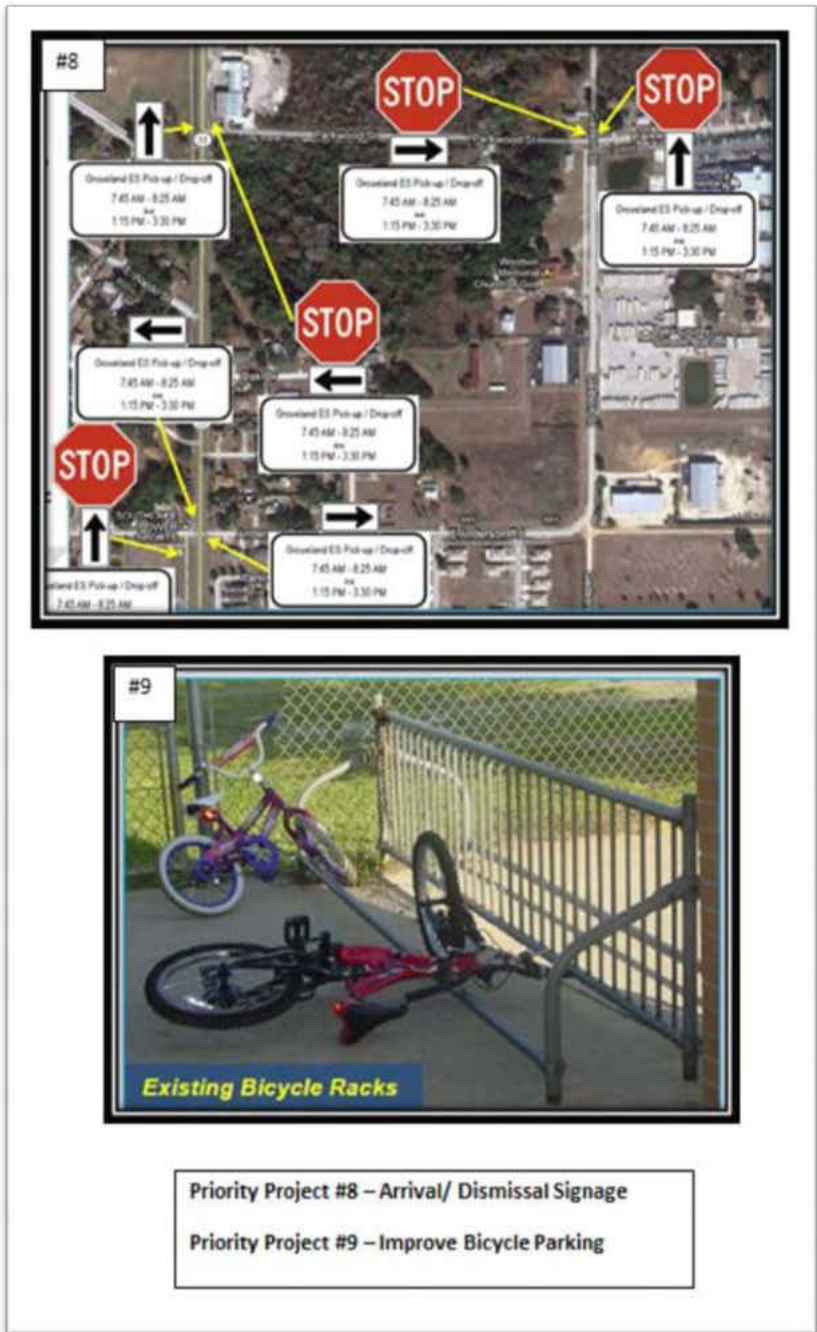 #8
STOP
STOP
Groveland ES Pick-up / Drop-off
7:45 AM - 8:25 AM
1:15 PM - 3:30 PM
Groveland ES Pick-up / Drop-off
7:45 AM - 8:25 AM
1:15 PM - 3:30 PM
Groveland ES Pick-up / Drop-off
7:45 AM - 8:25 AM
1:15 PM - 3:30 PM
STOP
Groveland ES Pick-up / Drop-off
7:45 AM - 8:25 AM
1:15 PM - 3:30 PM
Groveland ES Pick-up / Drop-off
7:45 AM - 8:25 AM
1:15 PM - 3:30 PM
STOP
Groveland ES Pick-up / Drop-off
7:45 AM - 8:25 AM
1:15 PM - 3:30 PM
ES Pick-up / Drop-off
7:45 AM - 8:25 AM
#9
Existing Bicycle Racks
Priority Project #8 – Arrival/ Dismissal Signage
Priority Project #9 – Improve Bicycle Parking